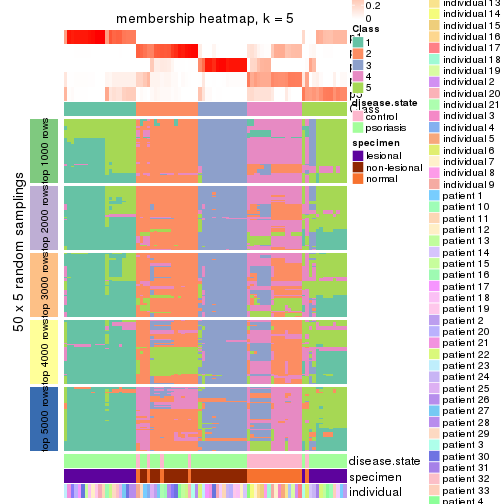 membership heatmap, k = 5
50 x 5 random samplings
top 1000 rows
top 2000 rows
top 3000 rows
top 4000 rows
top 5000 rows
Class
disease.state
specimen
individual
0.2
0
Class
1
2
3
4
5
disease.state
control
psoriasis
specimen
lesional
non-lesional
normal
individual 13
individual 14
individual 15
individual 16
individual 17
individual 18
individual 19
individual 2
individual 20
individual 21
individual 3
individual 4
individual 5
individual 6
individual 7
individual 8
individual 9
patient 1
patient 10
patient 11
patient 12
patient 13
patient 14
patient 15
patient 16
patient 17
patient 18
patient 19
patient 2
patient 20
patient 21
patient 22
patient 23
patient 24
patient 25
patient 26
patient 27
patient 28
patient 29
patient 3
patient 30
patient 31
patient 32
patient 33
patient 4